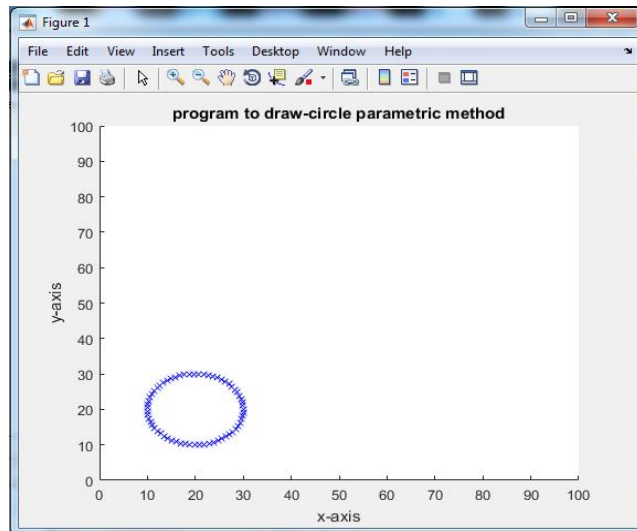 Figure 1
File Edit View Insert Tools Desktop Window Help
program to draw-circle parametric method
100
90
80
70
60
50
40
30
20
10
0
y-axis
0 10 20 30 40 50 60 70 80 90 100
x-axis